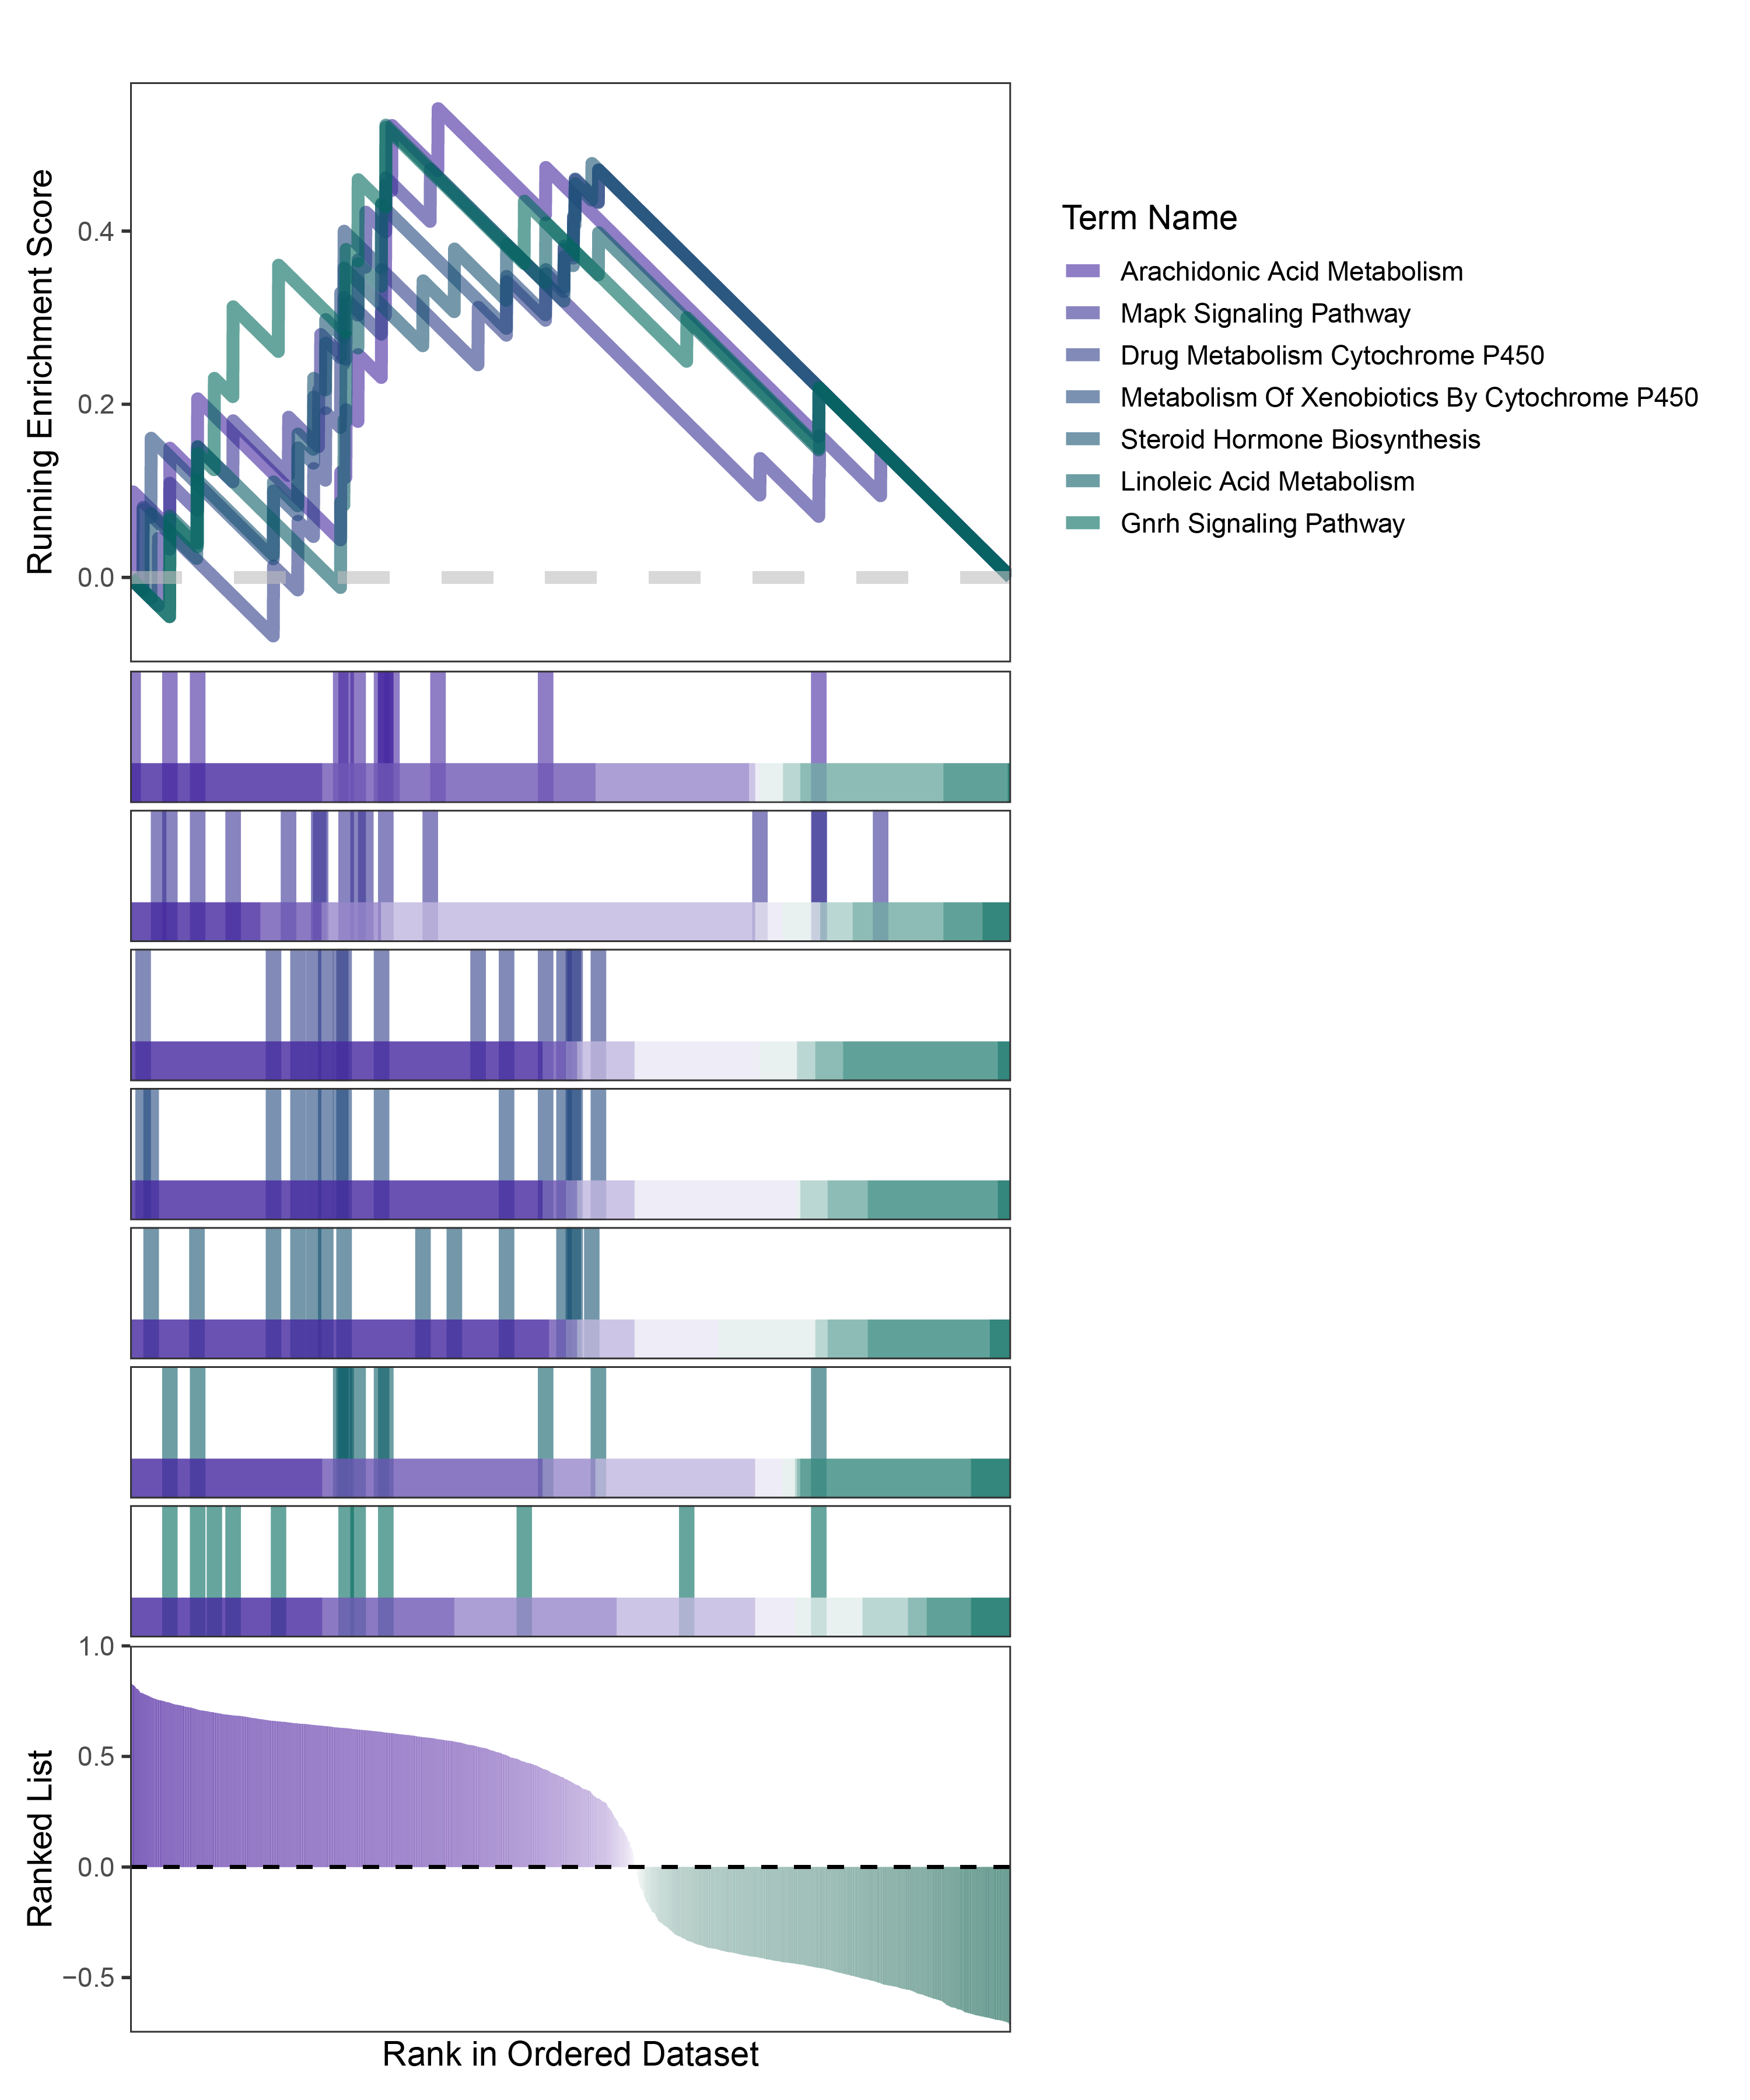 Running Enrichment Score
0.4
0.2
0.0
Term Name
Arachidonic Acid Metabolism
Mapk Signaling Pathway
Drug Metabolism Cytochrome P450
Metabolism Of Xenobiotics By Cytochrome P450
Steroid Hormone Biosynthesis
Linoleic Acid Metabolism
Gnrh Signaling Pathway
Ranked List
1.0
0.5
0.0
−0.5
Rank in Ordered Dataset